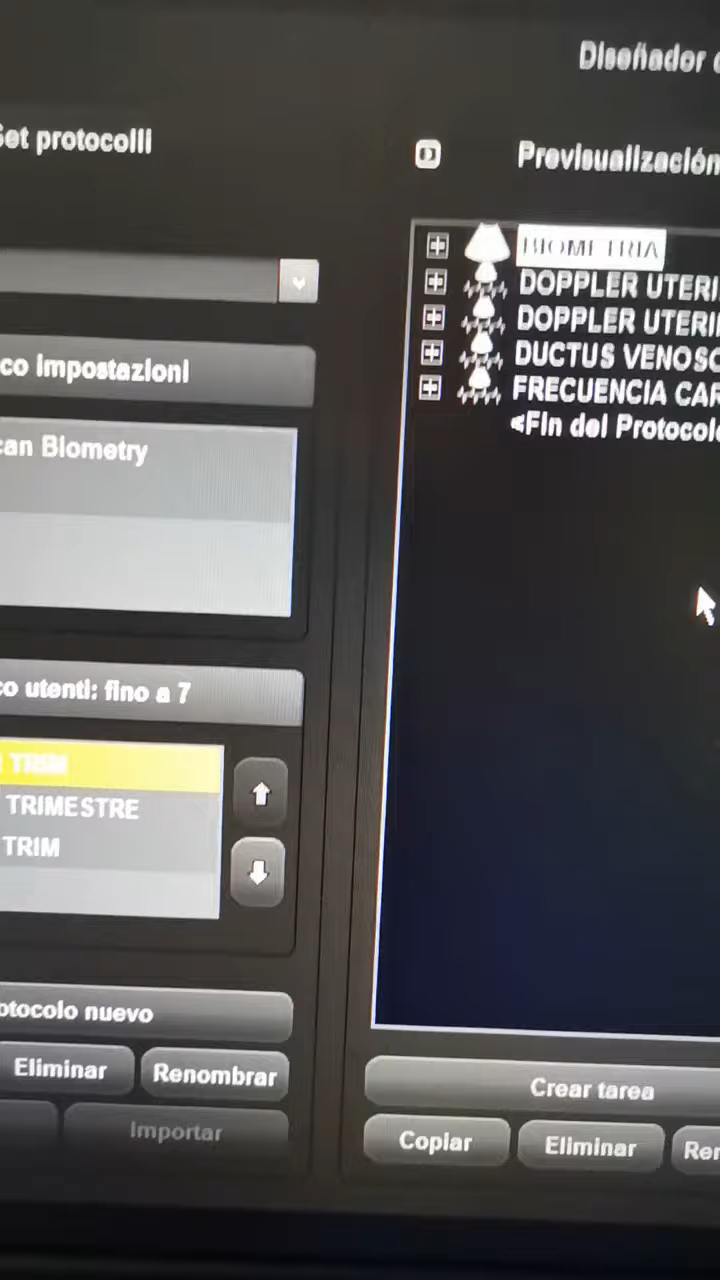 Diseñador
Set protocolli
Previsualización
BIOMETRIA
DOPPLER UTERI
DOPPLER UTERI
DUCTUS VENOSO
FRECUENCIA CAR
<Fin del Protocolo
co impostazioni
can Biometry
co utenti: fino a 7
TRIM
TRIMESTRE
TRIM
otocolo nuevo
Eliminar
Renombrar
Importar
Crear tarea
Copiar
Eliminar
Ren